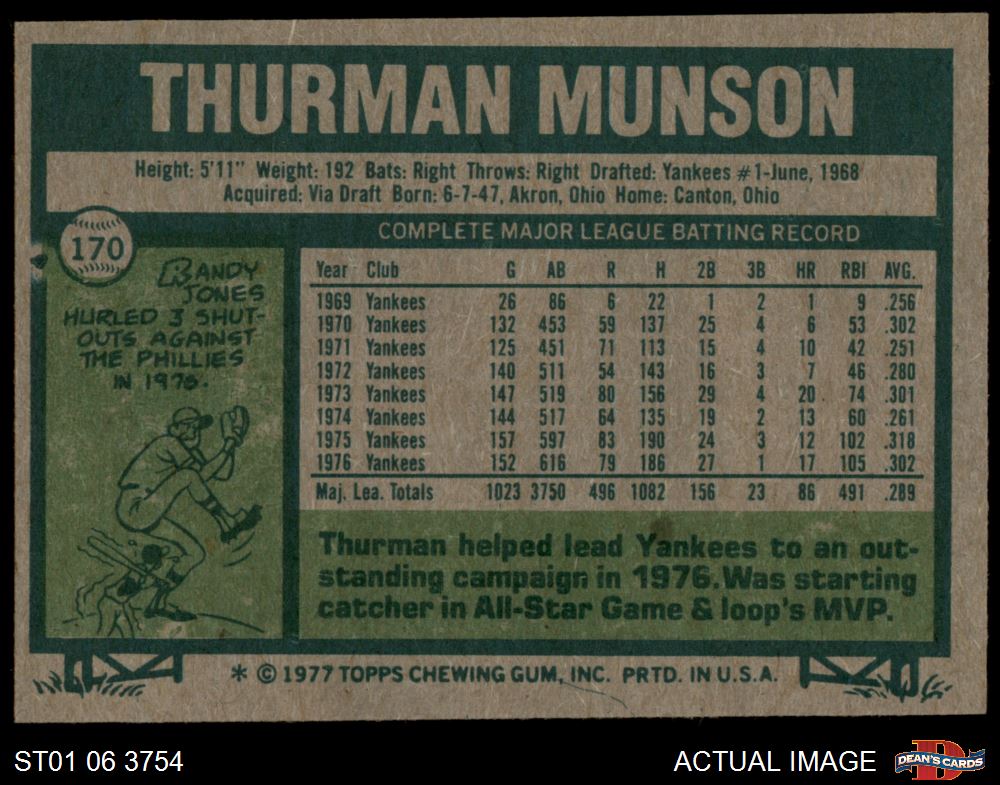 THURMAN MUNSON
Height: 5'11" Weight: 192 Bats: Right Throws: Right Drafted: Yankees #1-June, 1968
Acquired: Via Draft Born: 6-7-47, Akron, Ohio Home: Canton, Ohio
170
RANDY
JONES
HURLED 3 SHUT-
OUTS AGAINST
THE PHILLIES
IN 1975.
COMPLETE MAJOR LEAGUE BATTING RECORD
Year Club G AB R H 2B 3B HR RBI AVG.
1969 Yankees 26 86 6 22 1 2 1 9 .256
1970 Yankees 132 453 59 137 25 4 6 53 .302
1971 Yankees 125 451 71 113 15 4 10 42 .251
1972 Yankees 140 511 54 143 16 3 7 46 .280
1973 Yankees 147 519 80 156 29 4 20 74 .301
1974 Yankees 144 517 64 135 19 2 13 60 .261
1975 Yankees 157 597 83 190 24 3 12 102 .318
1976 Yankees 152 616 79 186 27 1 17 105 .302
Maj. Lea. Totals 1023 3750 496 1082 156 23 86 491 .289
Thurman helped lead Yankees to an out-
standing campaign in 1976. Was starting
catcher in All-Star Game & loop's MVP.
* © 1977 TOPPS CHEWING GUM, INC. PRTD. IN U.S.A.
ST01 06 3754
ACTUAL IMAGE
D
DEAN'S CARDS